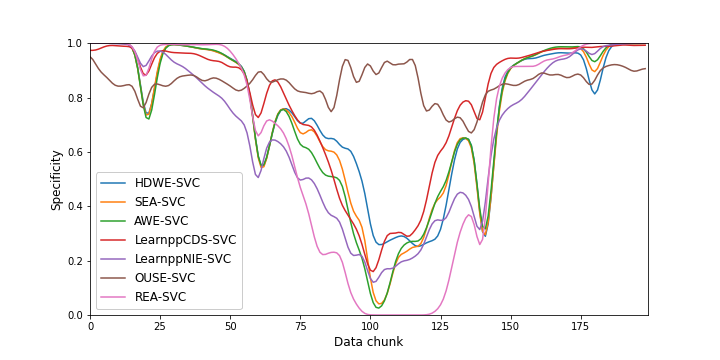 1.0
0.8
0.6
0.4
0.2
0.0
Specificity
HDWE-SVC
SEA-SVC
AWE-SVC
LearnppCDS-SVC
LearnppNIE-SVC
OUSE-SVC
REA-SVC
0 25 50 75 100 125 150 175
Data chunk